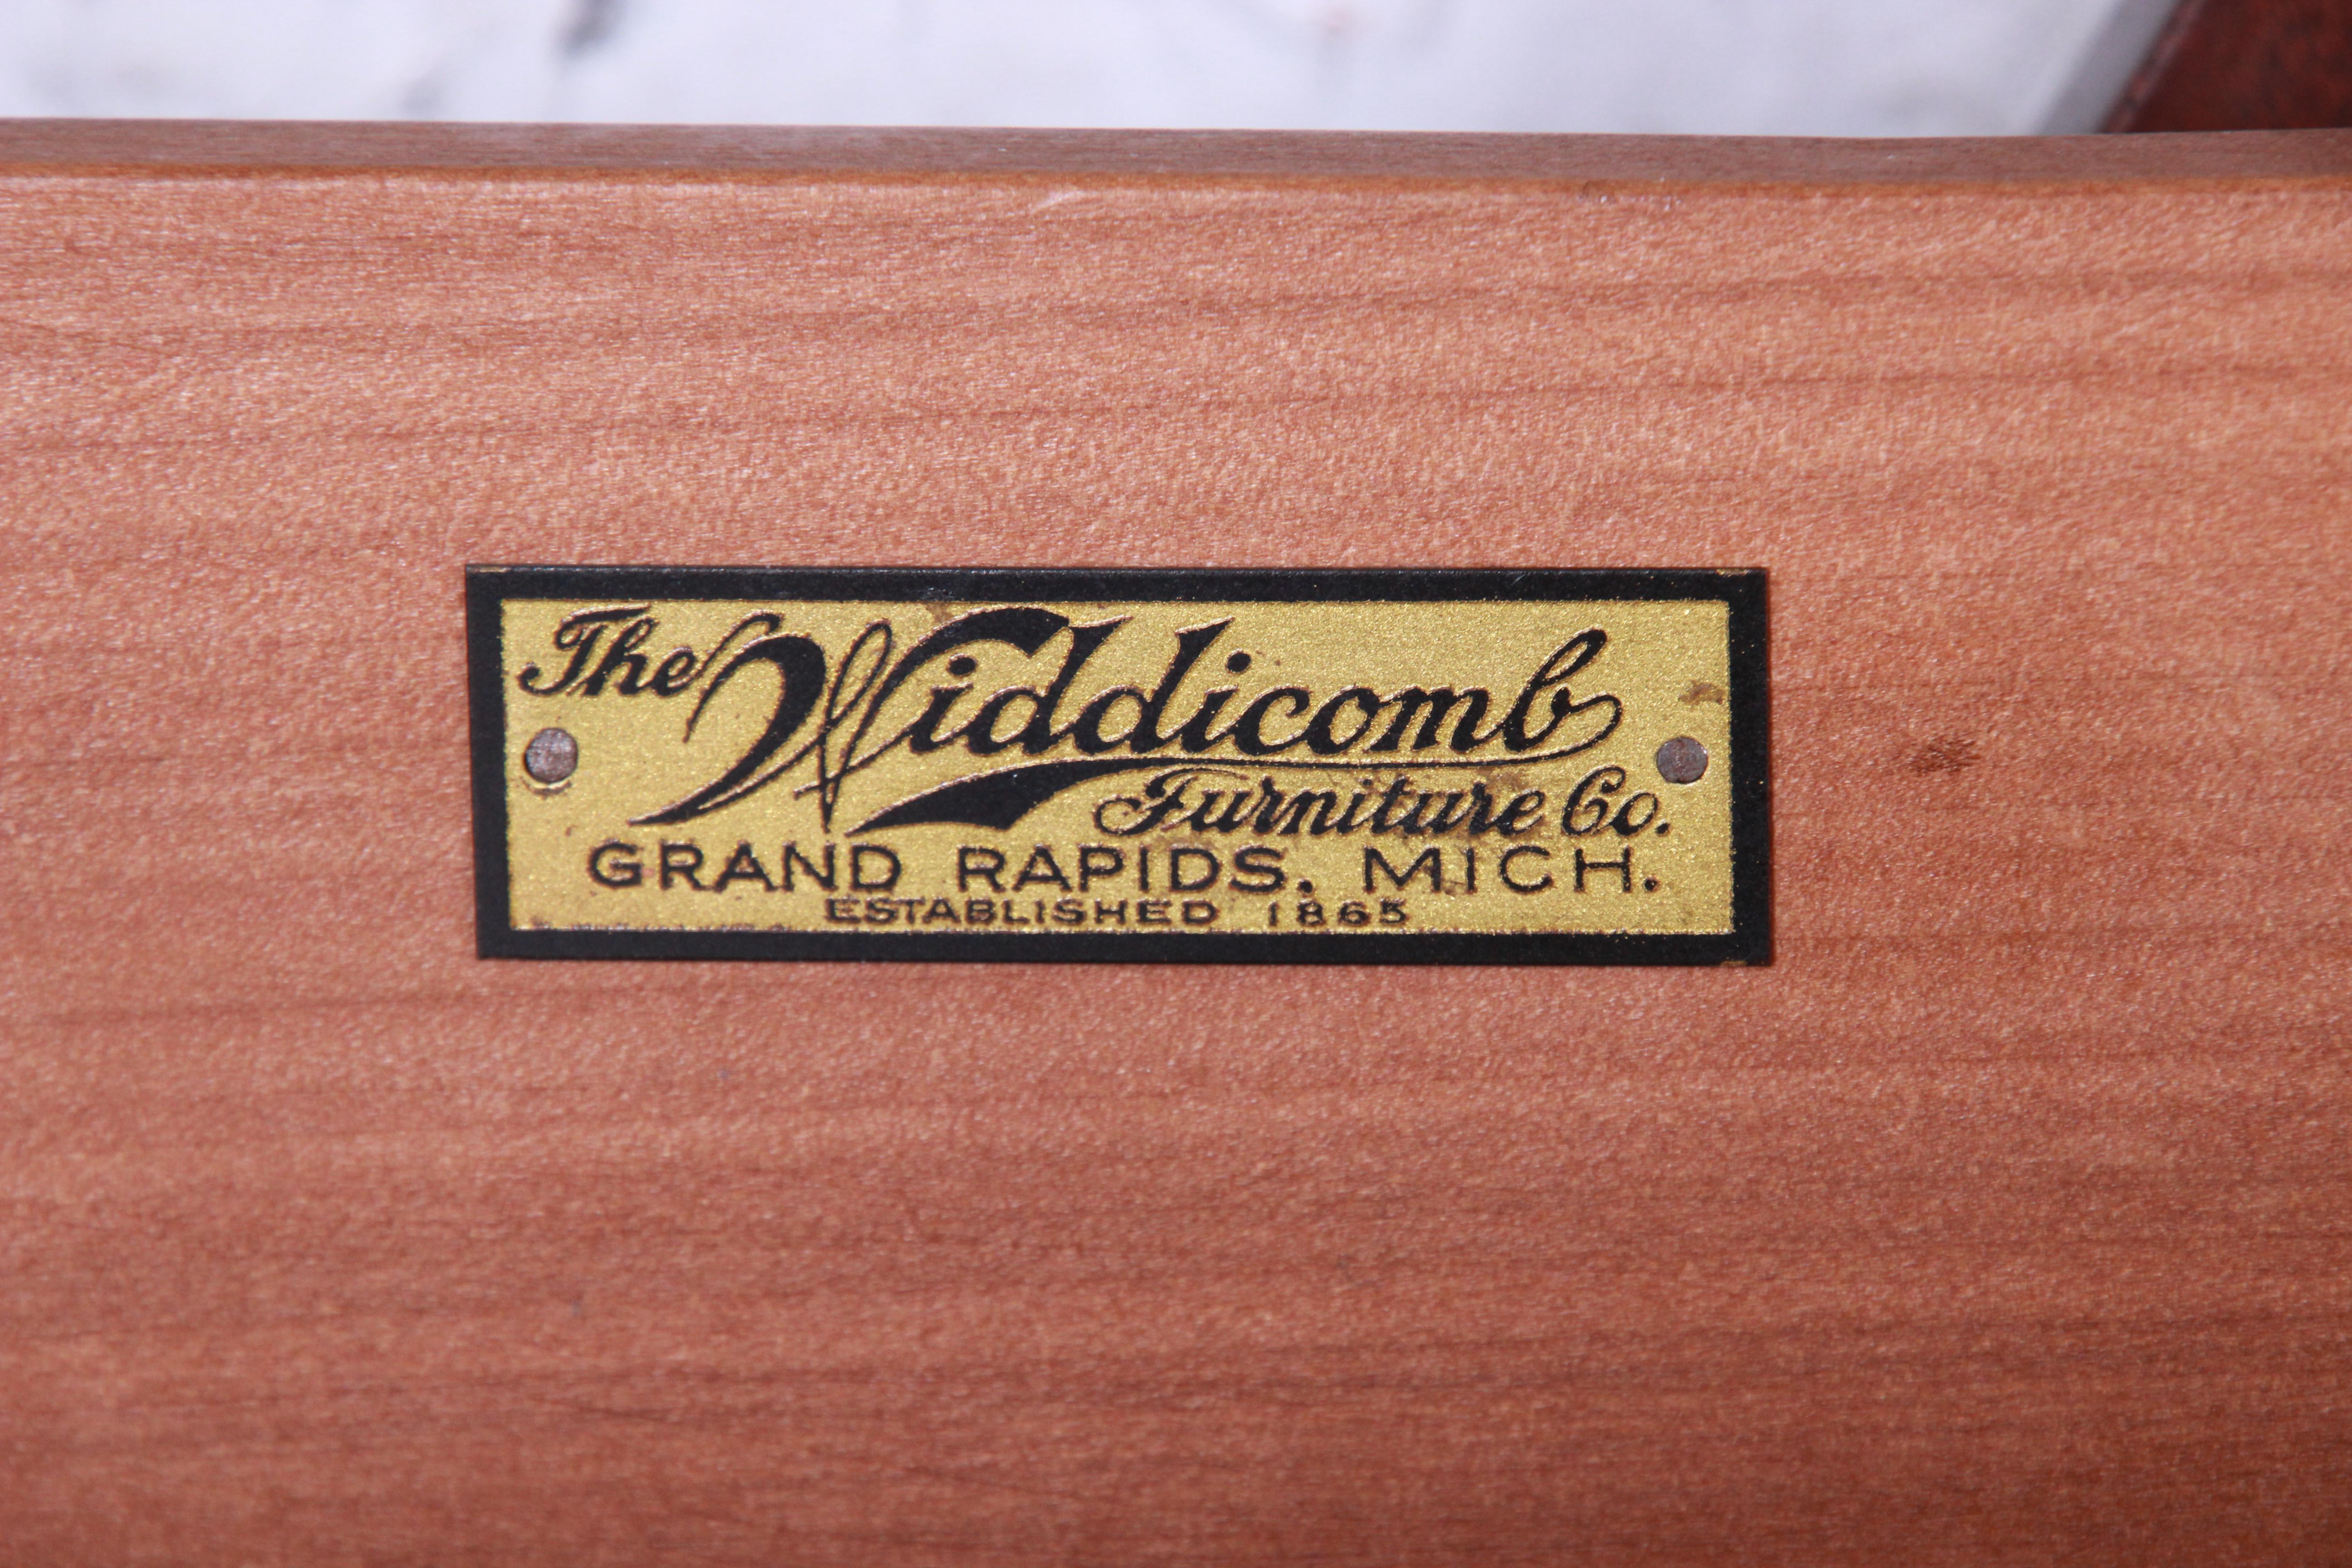 The Widdicomb
Furniture Co.
GRAND RAPIDS, MICH.
ESTABLISHED 1865